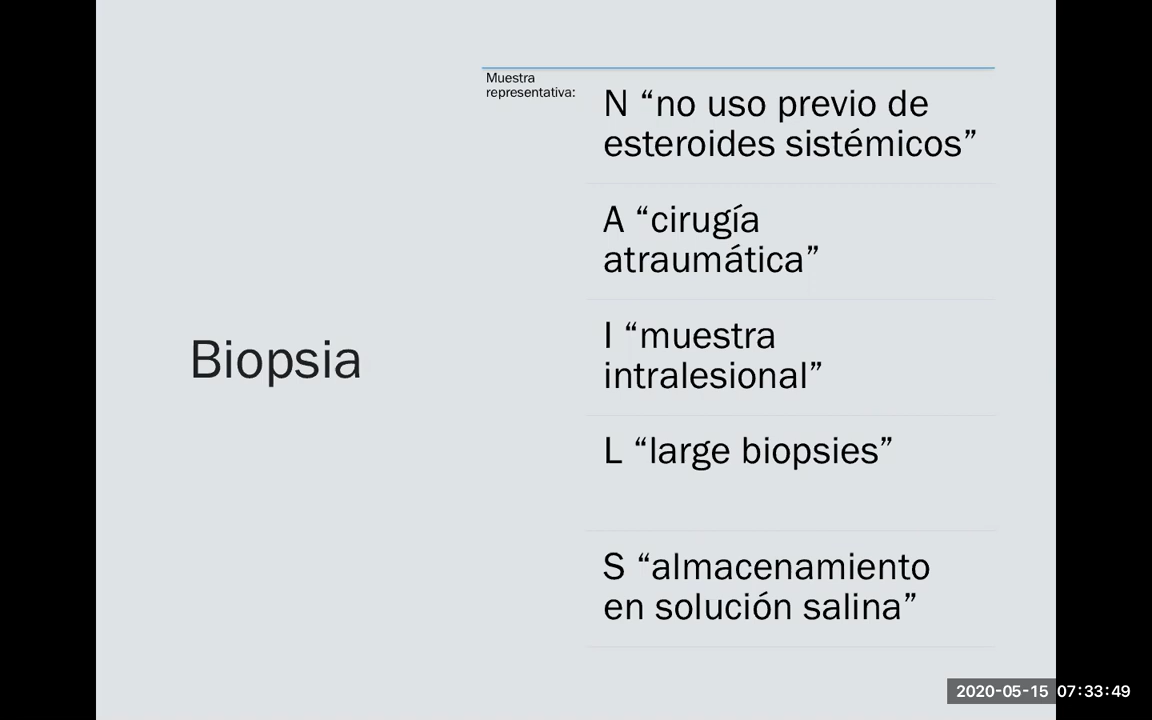 Biopsia
Muestra
representativa:
N “no uso previo de
esteroides sistémicos”
A “cirugía
atraumática”
I “muestra
intralesional”
L “large biopsies”
S “almacenamiento
en solución salina”
2020-05-15 07:33:49